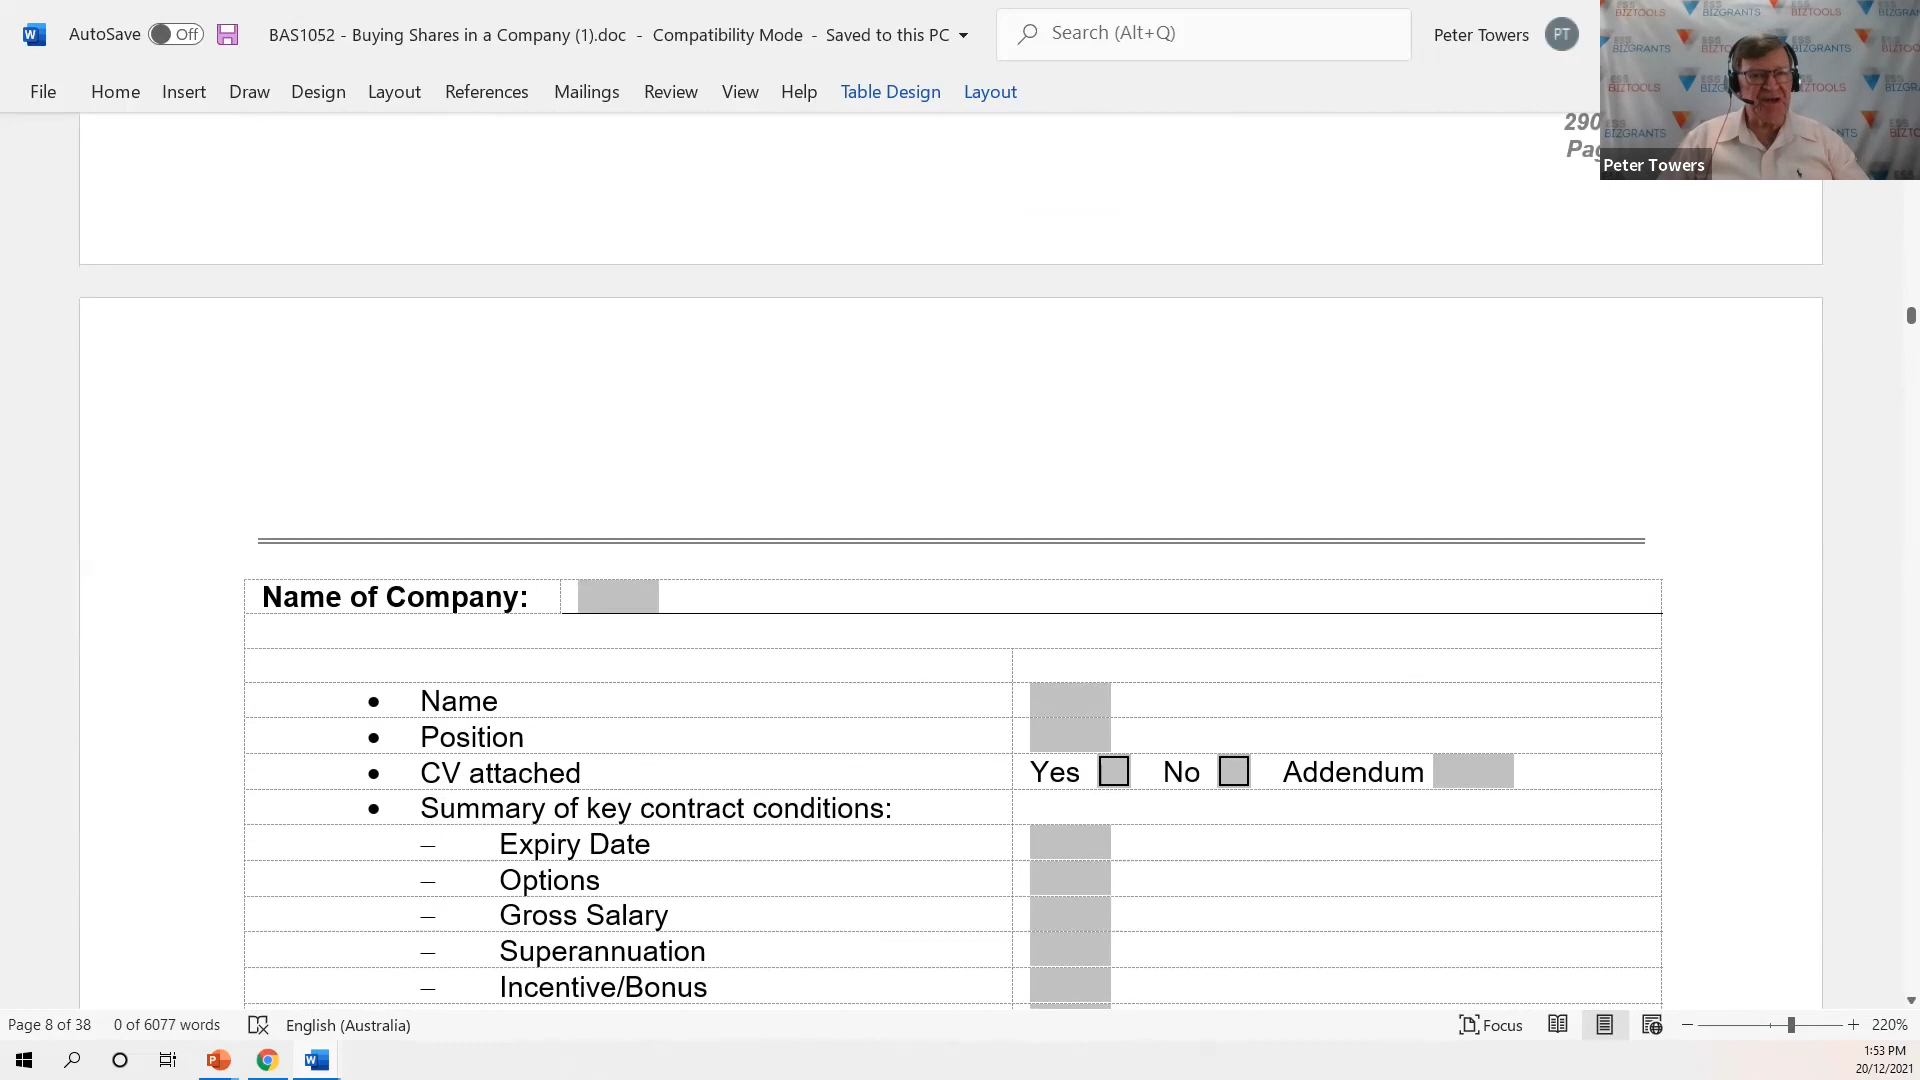 AutoSave Off BAS1052 - Buying Shares in a Company (1).doc - Compatibility Mode - Saved to this PC Search (Alt+Q) Peter Towers PT
File Home Insert Draw Design Layout References Mailings Review View Help Table Design Layout
290
Peter Towers
Name of Company:
• Name
• Position
• CV attached Yes No Addendum
• Summary of key contract conditions:
– Expiry Date
– Options
– Gross Salary
– Superannuation
– Incentive/Bonus
Page 8 of 38 0 of 6077 words English (Australia) Focus 220%
1:53 PM
20/12/2021